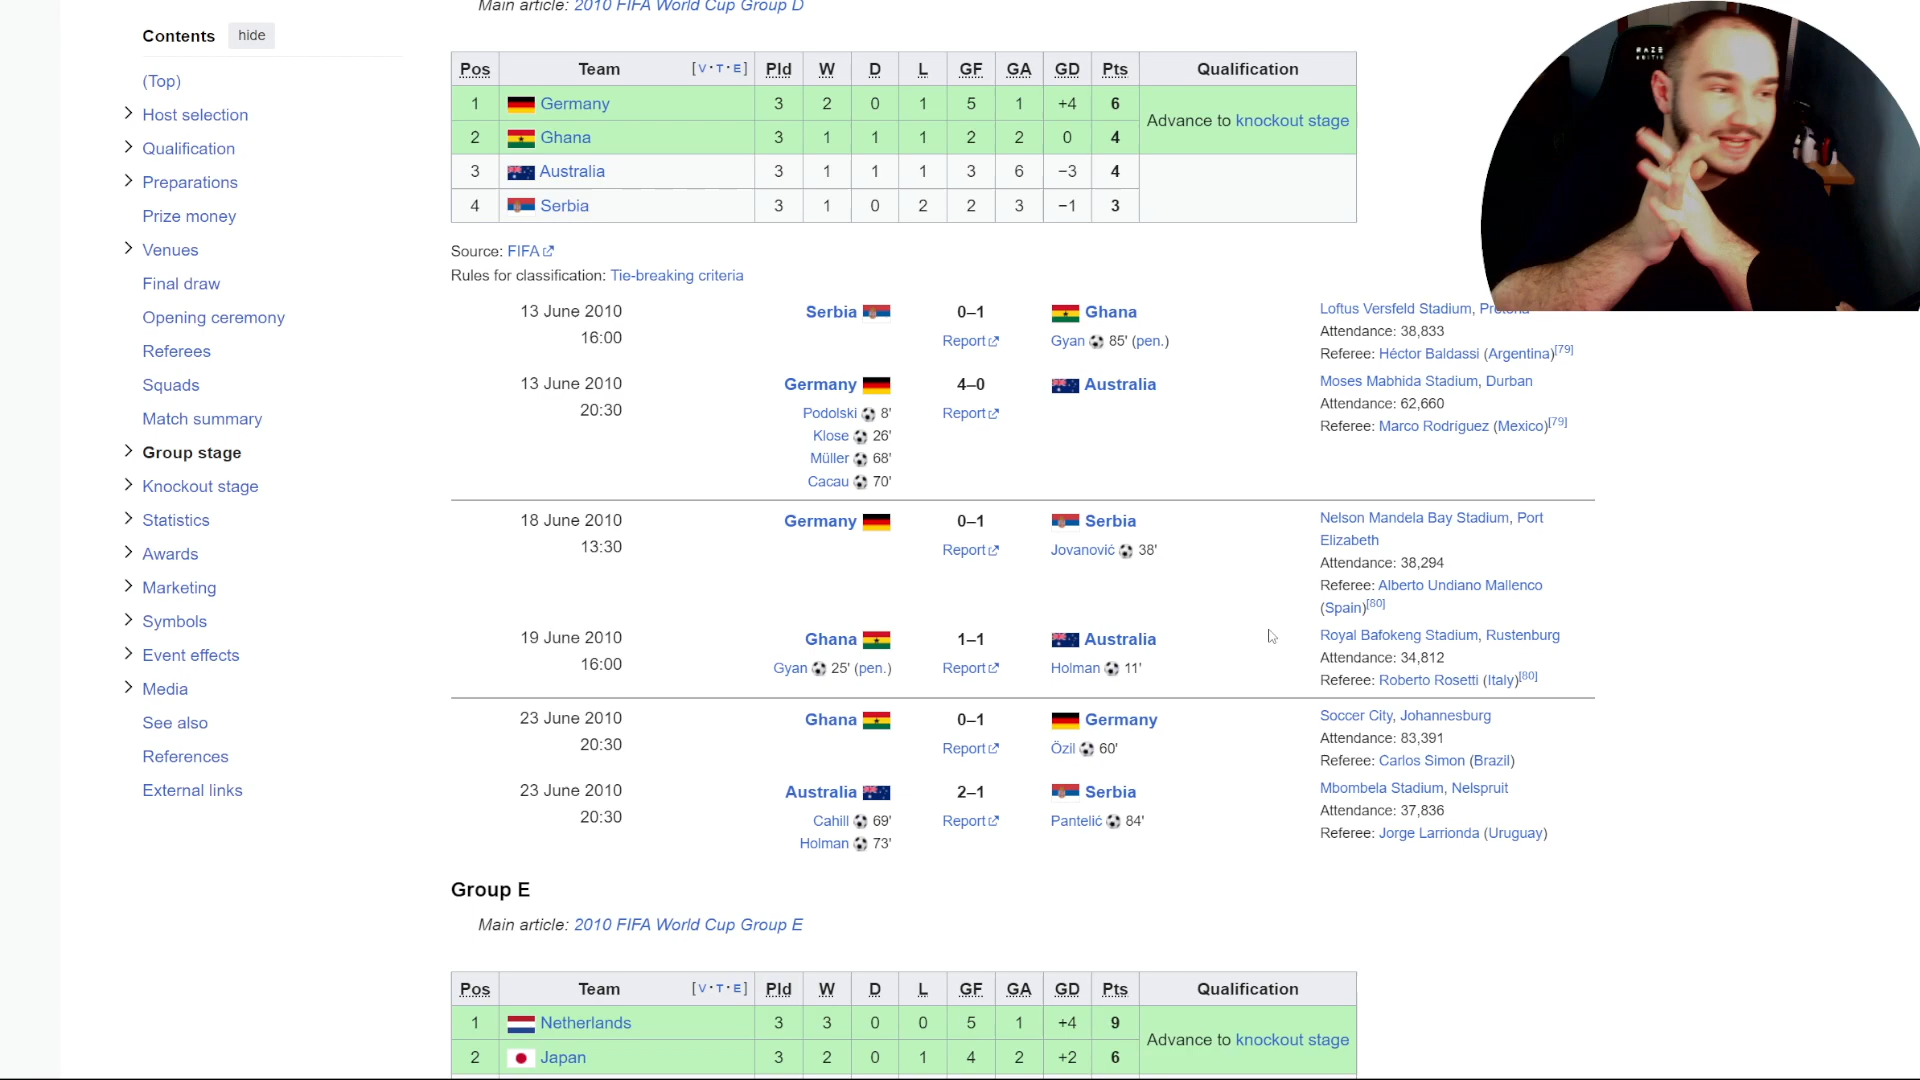 Main article: 2010 FIFA World Cup Group D
Contents hide
(Top)
Host selection
Qualification
Preparations
Prize money
Venues
Final draw
Opening ceremony
Referees
Squads
Match summary
Group stage
Knockout stage
Statistics
Awards
Marketing
Symbols
Event effects
Media
See also
References
External links
Pos Team [V·T·E] Pld W D L GF GA GD Pts Qualification
1 Germany 3 2 0 1 5 1 +4 6 Advance to knockout stage
2 Ghana 3 1 1 1 2 2 0 4
3 Australia 3 1 1 1 3 6 −3 4
4 Serbia 3 1 0 2 2 3 −1 3
Source: FIFA
Rules for classification: Tie-breaking criteria
13 June 2010 Serbia 0–1 Ghana Loftus Versfeld Stadium, Pretoria
16:00 Report Gyan 85' (pen.) Attendance: 38,833
Referee: Héctor Baldassi (Argentina)[79]
13 June 2010 Germany 4–0 Australia Moses Mabhida Stadium, Durban
20:30 Podolski 8' Report Attendance: 62,660
Klose 26' Referee: Marco Rodríguez (Mexico)[79]
Müller 68'
Cacau 70'
18 June 2010 Germany 0–1 Serbia Nelson Mandela Bay Stadium, Port
13:30 Report Jovanović 38' Elizabeth
Attendance: 38,294
Referee: Alberto Undiano Mallenco
(Spain)[80]
19 June 2010 Ghana 1–1 Australia Royal Bafokeng Stadium, Rustenburg
16:00 Gyan 25' (pen.) Report Holman 11' Attendance: 34,812
Referee: Roberto Rosetti (Italy)[80]
23 June 2010 Ghana 0–1 Germany Soccer City, Johannesburg
20:30 Report Özil 60' Attendance: 83,391
Referee: Carlos Simon (Brazil)
23 June 2010 Australia 2–1 Serbia Mbombela Stadium, Nelspruit
20:30 Cahill 69' Report Pantelić 84' Attendance: 37,836
Holman 73' Referee: Jorge Larrionda (Uruguay)
Group E
Main article: 2010 FIFA World Cup Group E
Pos Team [V·T·E] Pld W D L GF GA GD Pts Qualification
1 Netherlands 3 3 0 0 5 1 +4 9 Advance to knockout stage
2 Japan 3 2 0 1 4 2 +2 6